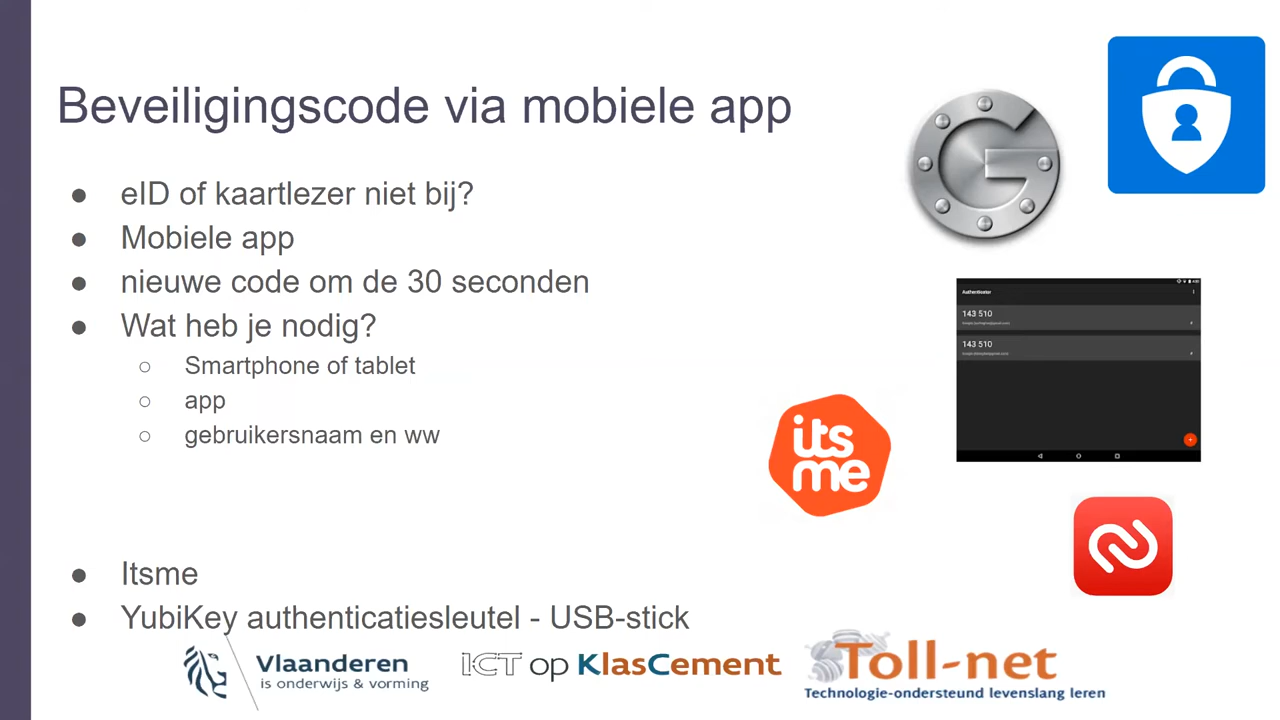 Beveiligingscode via mobiele app
● eID of kaartlezer niet bij?
● Mobiele app
● nieuwe code om de 30 seconden
● Wat heb je nodig?
○ Smartphone of tablet
○ app
○ gebruikersnaam en ww
Authenticator
143 510
143 510
its
me
● Itsme
● YubiKey authenticatiesleutel - USB-stick
Vlaanderen
is onderwijs & vorming
ICT op KlasCement
Toll-net
Technologie-ondersteund levenslang leren